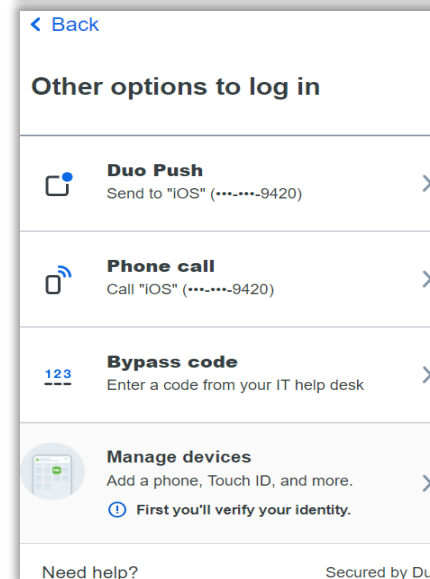 Back
Other options to log in
Duo Push
Send to "iOS" (•••-•••-9420)
Phone call
Call "iOS" (•••-•••-9420)
123
Bypass code
Enter a code from your IT help desk
Manage devices
Add a phone, Touch ID, and more.
First you'll verify your identity.
Need help? Secured by Du